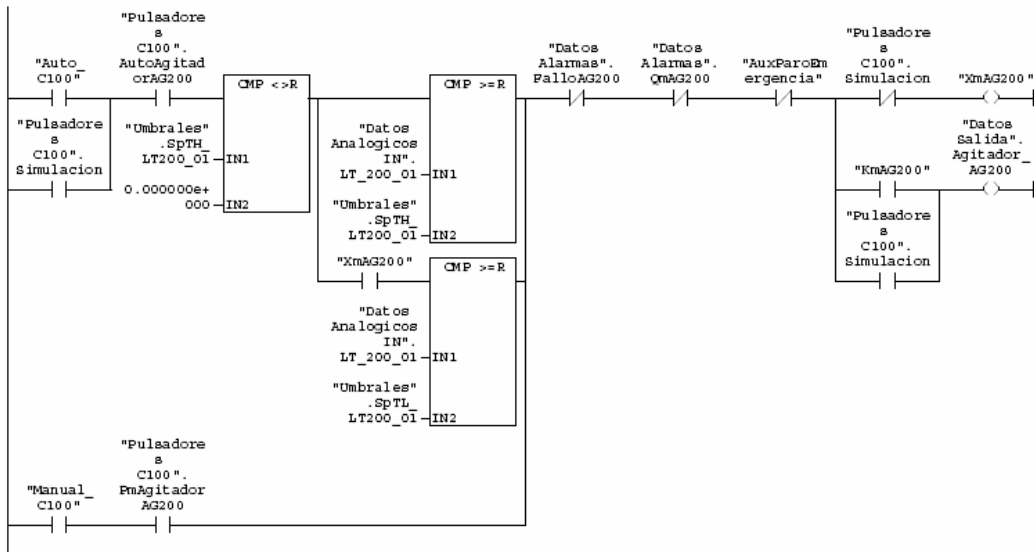 "Pulsadore
s
C100".
AutoAgitad
orAG200
"Auto_
C100"
"Pulsadore
s
C100".
Simulacion
CMP <>R
"Umbrales"
.SpTH_
LT200_01
IN1
0.000000e+
000
IN2
CMP >=R
"Datos
Analogicos
IN".
LT_200_01
IN1
"Umbrales"
.SpTH_
LT200_01
IN2
"XmAG200"
CMP >=R
"Datos
Analogicos
IN".
LT_200_01
IN1
"Umbrales"
.SpTL_
LT200_01
IN2
"Datos
Alarmas".
FalloAG200
"Datos
Alarmas".
QmAG200
"AuxParoEm
ergencia"
"Pulsadore
s
C100".
Simulacion
"XmAG200"
"KmAG200"
"Datos
Salida".
Agitador_
AG200
"Pulsadore
s
C100".
Simulacion
"Manual_
C100"
"Pulsadore
s
C100".
PmAgitador
AG200